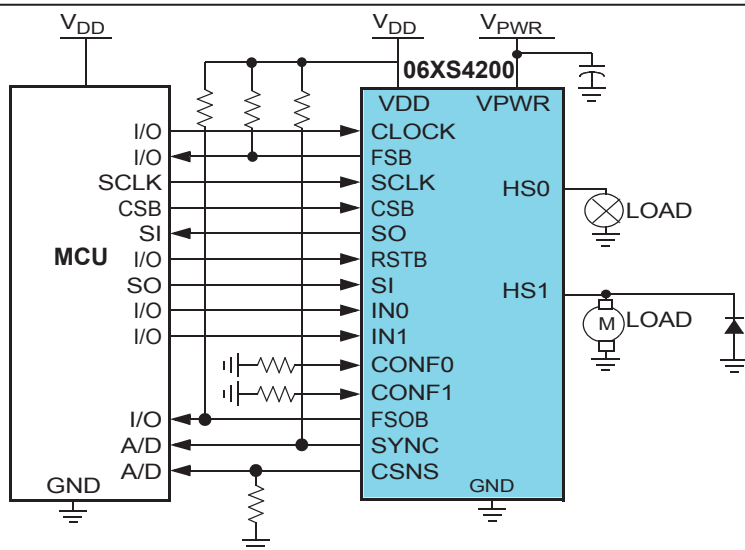 VDD VDD VPWR
06XS4200
VDD VPWR
I/O CLOCK
I/O FSB
SCLK SCLK HS0
CSB CSB LOAD
SI SO
MCU I/O RSTB
SO SI HS1
I/O IN0
I/O IN1 M LOAD
CONF0
CONF1
I/O FSOB
A/D SYNC
A/D CSNS
GND GND